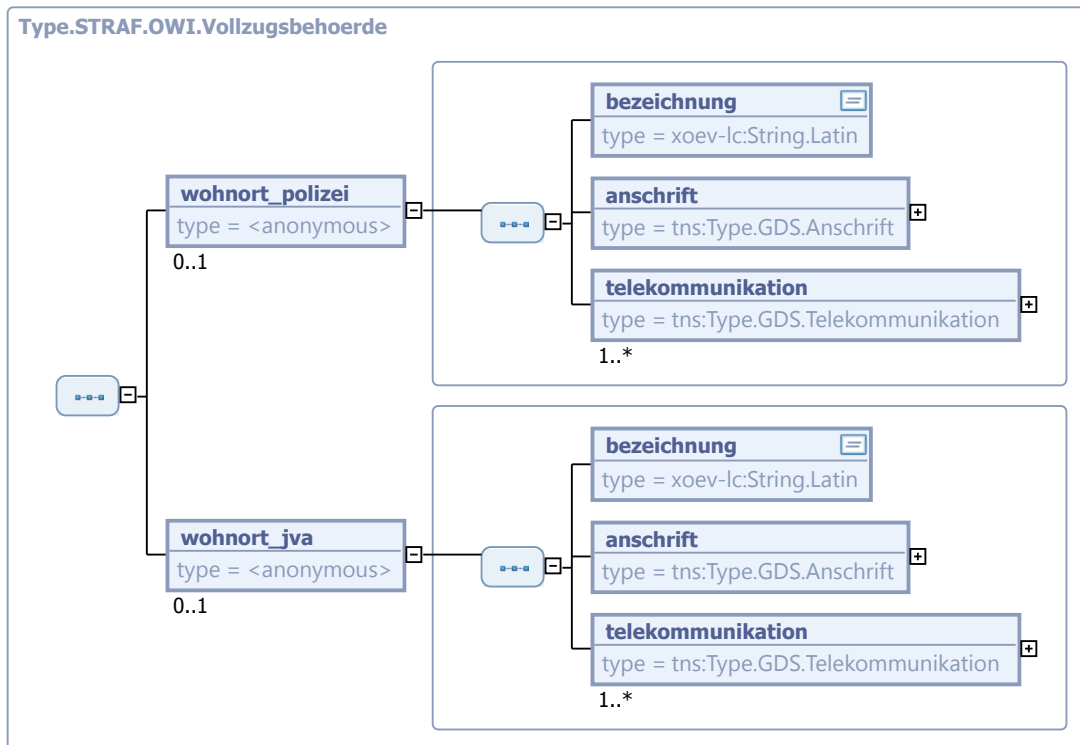 Type.STRAF.OWI.Vollzugsbehoerde
wohnort_polizei
type = <anonymous>
0..1
bezeichnung
type = xoev-lc:String.Latin
anschrift
type = tns:Type.GDS.Anschrift
telekommunikation
type = tns:Type.GDS.Telekommunikation
1..*
wohnort_jva
type = <anonymous>
0..1
bezeichnung
type = xoev-lc:String.Latin
anschrift
type = tns:Type.GDS.Anschrift
telekommunikation
type = tns:Type.GDS.Telekommunikation
1..*